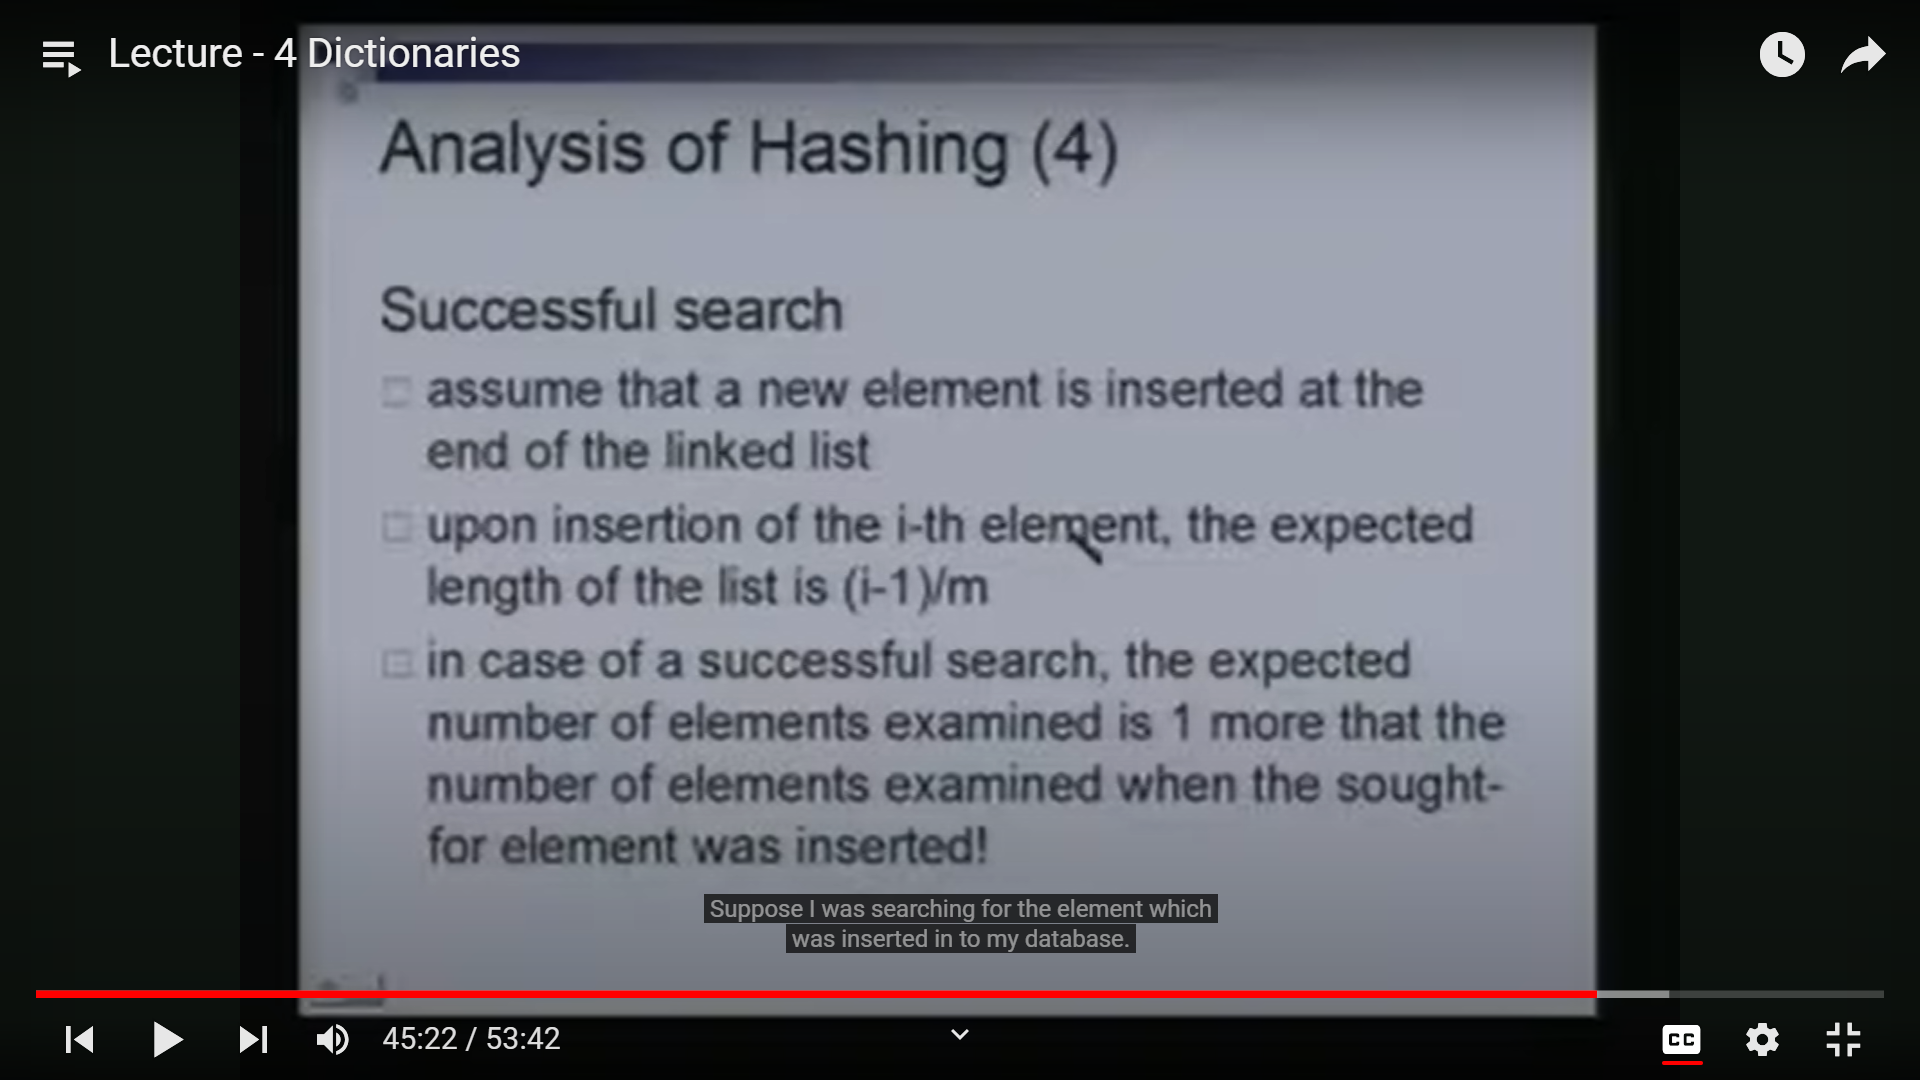 Lecture - 4 Dictionaries
Analysis of Hashing (4)
Successful search
assume that a new element is inserted at the
end of the linked list
upon insertion of the i-th element, the expected
length of the list is (i-1)/m
in case of a successful search, the expected
number of elements examined is 1 more that the
number of elements examined when the sought-
for element was inserted!
Suppose I was searching for the element which
was inserted in to my database.
45:22 / 53:42
CC